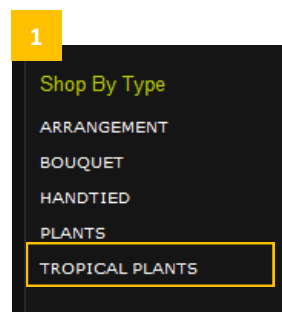 1
Shop By Type
ARRANGEMENT
BOUQUET
HANDTIED
PLANTS
TROPICAL PLANTS